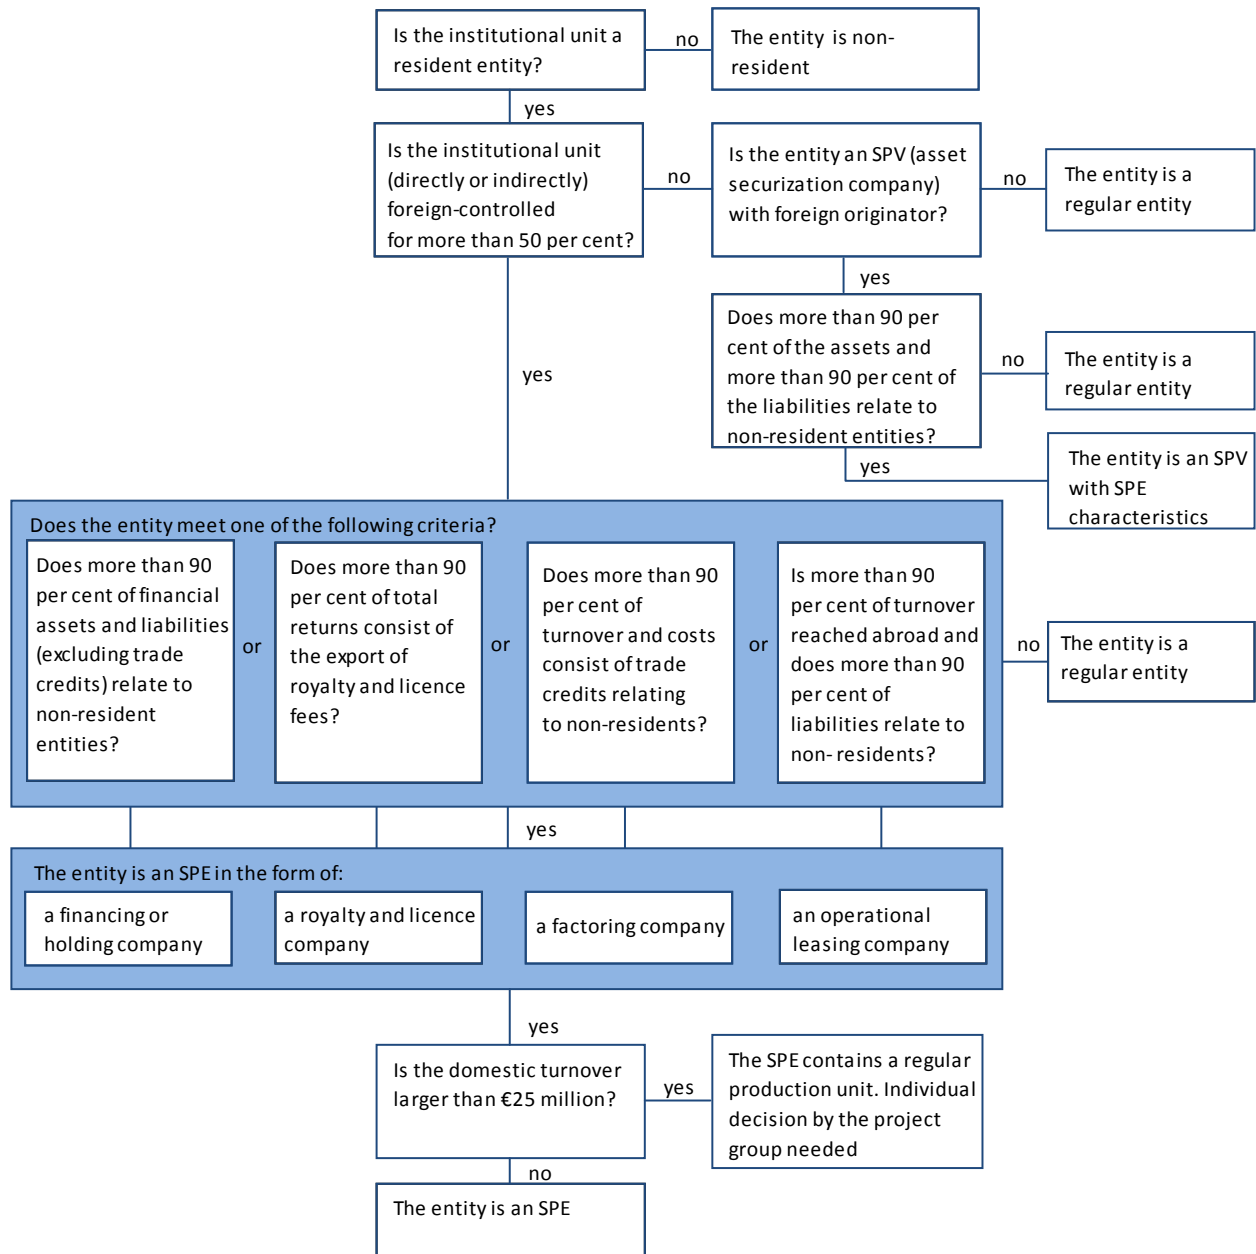 Is the institutional unit a
resident entity?
no
The entity is non-
resident
yes
Is the institutional unit
(directly or indirectly)
foreign-controlled
for more than 50 per cent?
no
Is the entity an SPV (asset
securization company)
with foreign originator?
no
The entity is a
regular entity
yes
Does more than 90 per
cent of the assets and
more than 90 per cent of
the liabilities relate to
non-resident entities?
no
The entity is a
regular entity
yes
The entity is an SPV
with SPE
characteristics
yes
Does the entity meet one of the following criteria?
Does more than 90
per cent of financial
assets and liabilities
(excluding trade
credits) relate to
non-resident
entities?
or
Does more than 90
per cent of total
returns consist of
the export of
royalty and licence
fees?
or
Does more than 90
per cent of
turnover and costs
consist of trade
credits relating
to non-residents?
or
Is more than 90
per cent of turnover
reached abroad and
does more than 90
per cent of
liabilities relate to
non- residents?
no
The entity is a
regular entity
yes
The entity is an SPE in the form of:
a financing or
holding company
a royalty and licence
company
a factoring company
an operational
leasing company
yes
Is the domestic turnover
larger than €25 million?
yes
The SPE contains a regular
production unit. Individual
decision by the project
group needed
no
The entity is an SPE